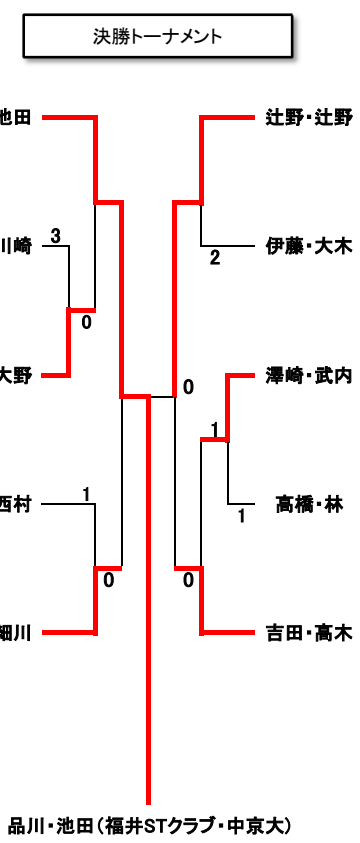 決勝トーナメント
池田
辻野・辻野
川崎
3
伊藤・大木
2
0
大野
0
澤崎・武内
1
西村
1
高橋・林
1
0
0
細川
吉田・高木
品川・池田(福井STクラブ・中京大)